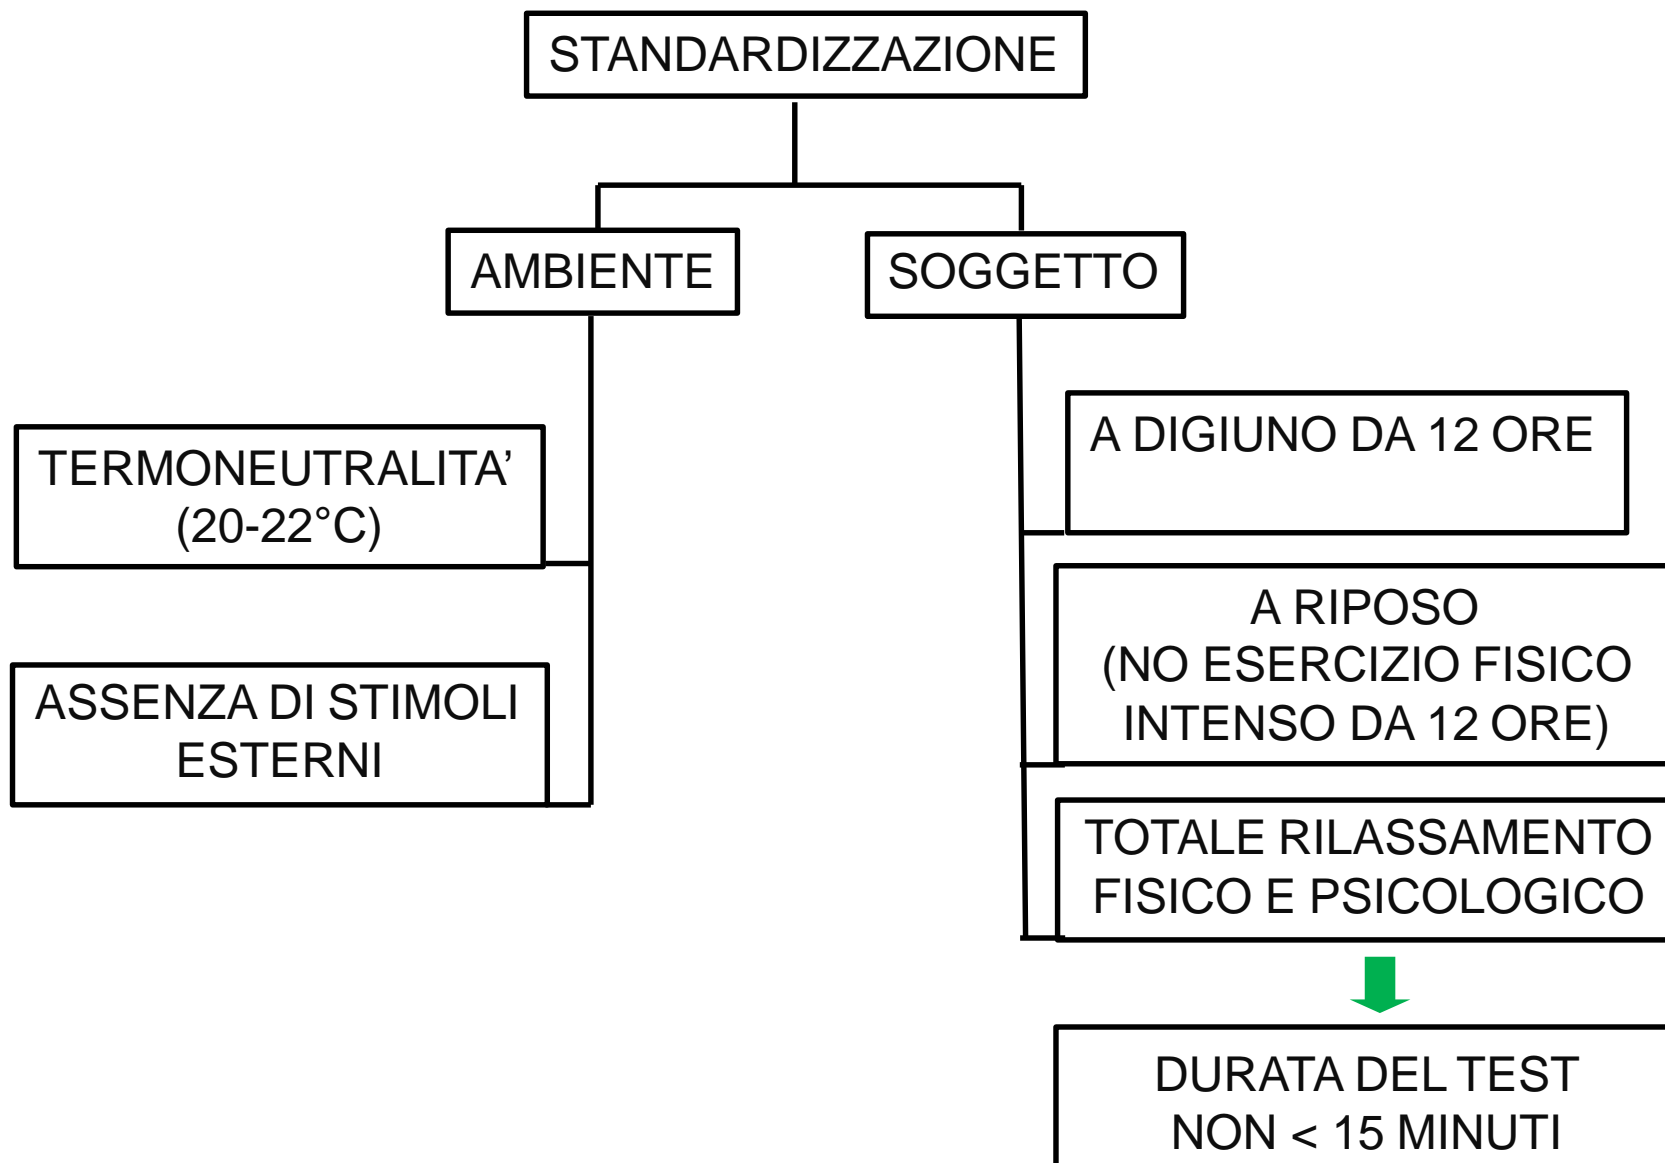 STANDARDIZZAZIONE
AMBIENTE
SOGGETTO
TERMONEUTRALITA’
(20-22°C)
ASSENZA DI STIMOLI
ESTERNI
A DIGIUNO DA 12 ORE
A RIPOSO
(NO ESERCIZIO FISICO
INTENSO DA 12 ORE)
TOTALE RILASSAMENTO
FISICO E PSICOLOGICO
DURATA DEL TEST
NON < 15 MINUTI